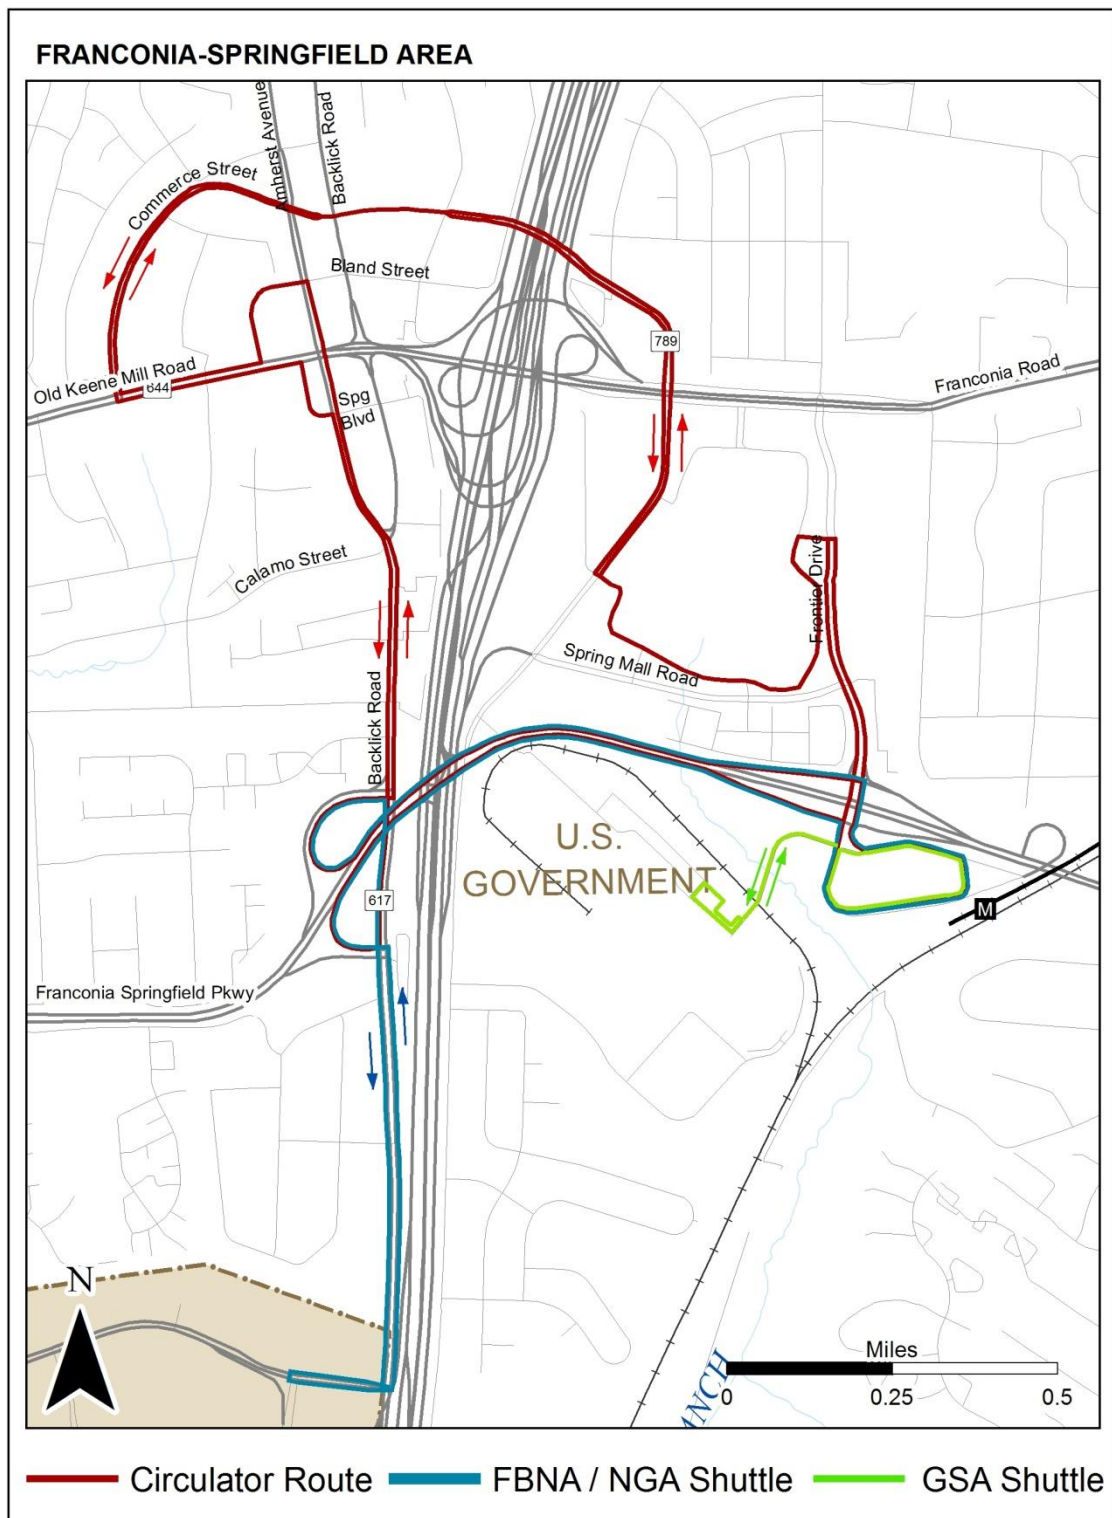 FRANCONIA-SPRINGFIELD AREA
Amherst Avenue
Backlick Road
Commerce Street
Bland Street
789
Franconia Road
Old Keene Mill Road
644
Spg
Blvd
Calamo Street
Frontier Drive
Spring Mall Road
Backlick Road
U.S.
GOVERNMENT
617
M
Franconia Springfield Pkwy
N
Miles
0 0.25 0.5
ANCH
Circulator Route FBNA / NGA Shuttle GSA Shuttle